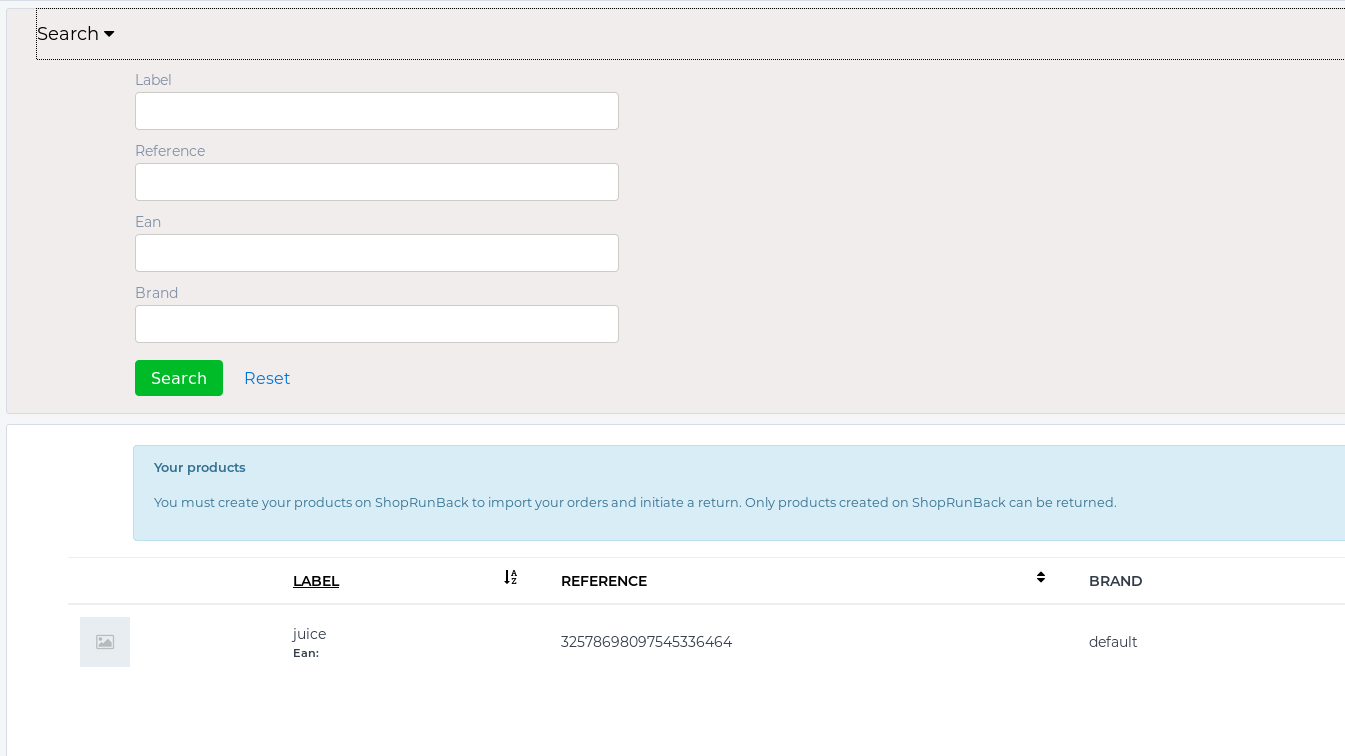 Search
Label
Reference
Ean
Brand
Search Reset
Your products
You must create your products on ShopRunBack to import your orders and initiate a return. Only products created on ShopRunBack can be returned.
LABEL REFERENCE BRAND
juice 32578698097545336464 default
Ean: